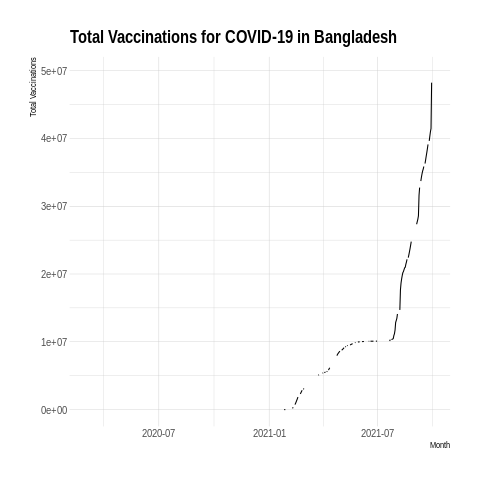 Total Vaccinations for COVID-19 in Bangladesh
Total Vaccinations
5e+07
4e+07
3e+07
2e+07
1e+07
0e+00
2020-07 2021-01 2021-07
Month